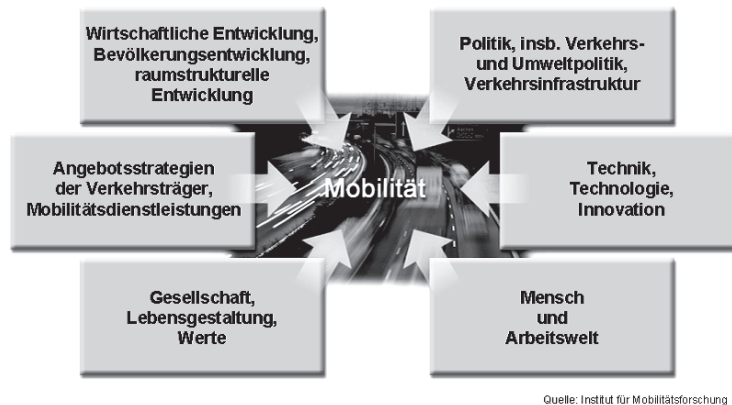 Wirtschaftliche Entwicklung,
Bevölkerungsentwicklung,
raumstrukturelle
Entwicklung
Politik, insb. Verkehrs-
und Umweltpolitik,
Verkehrsinfrastruktur
Angebotsstrategien
der Verkehrsträger,
Mobilitätsdienstleistungen
Mobilität
Technik,
Technologie,
Innovation
Gesellschaft,
Lebensgestaltung,
Werte
Mensch
und
Arbeitswelt
Quelle: Institut für Mobilitätsforschung